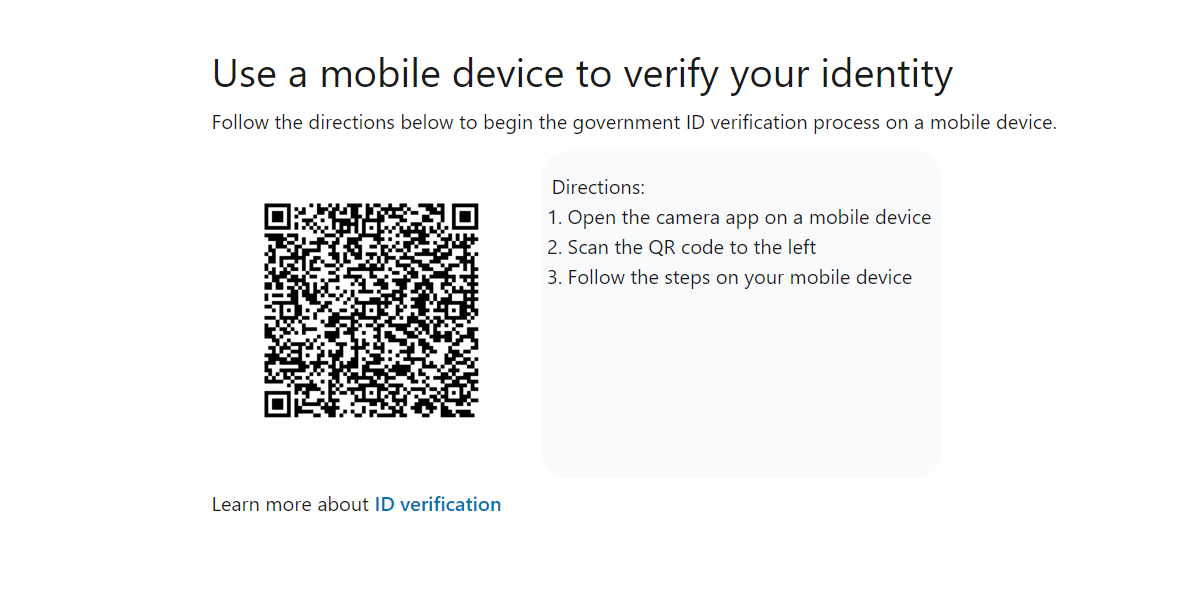 Use a mobile device to verify your identity
Follow the directions below to begin the government ID verification process on a mobile device.
Directions:
1. Open the camera app on a mobile device
2. Scan the QR code to the left
3. Follow the steps on your mobile device
Learn more about ID verification